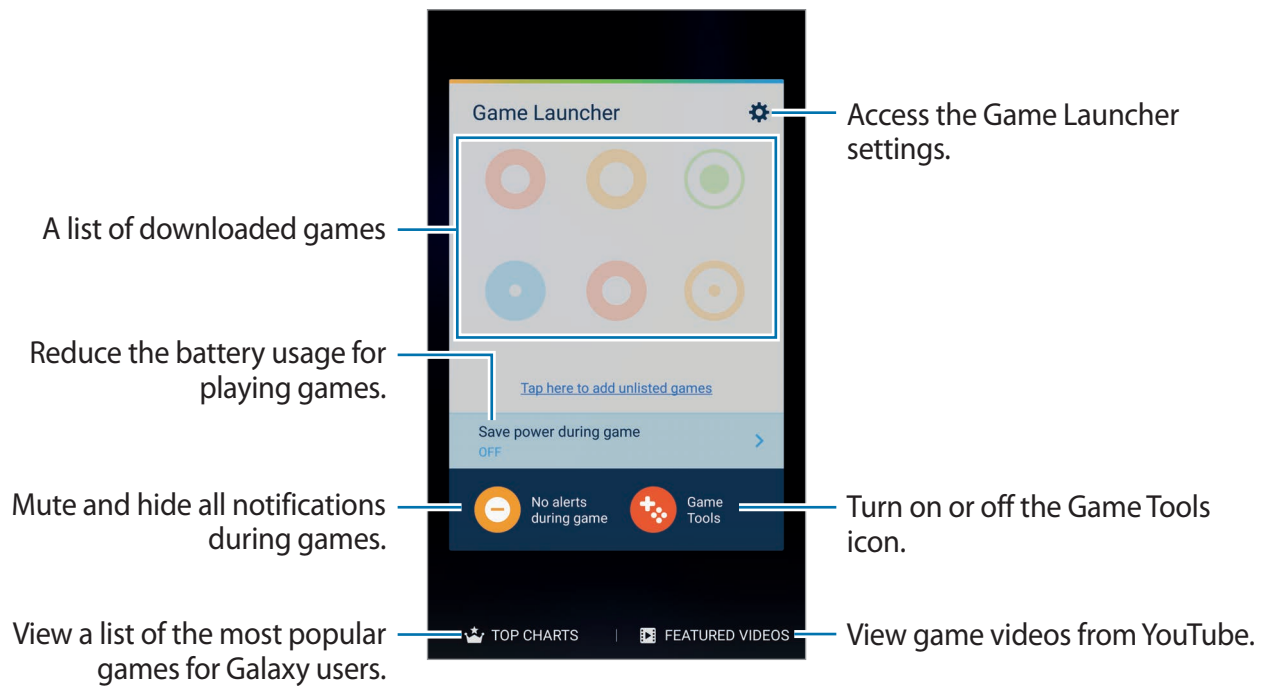 Game Launcher
Access the Game Launcher
settings.
A list of downloaded games
Reduce the battery usage for
playing games.
Tap here to add unlisted games
Save power during game
OFF
Mute and hide all notifications
during games.
No alerts
during game
Game
Tools
Turn on or off the Game Tools
icon.
View a list of the most popular
games for Galaxy users.
TOP CHARTS
FEATURED VIDEOS
View game videos from YouTube.